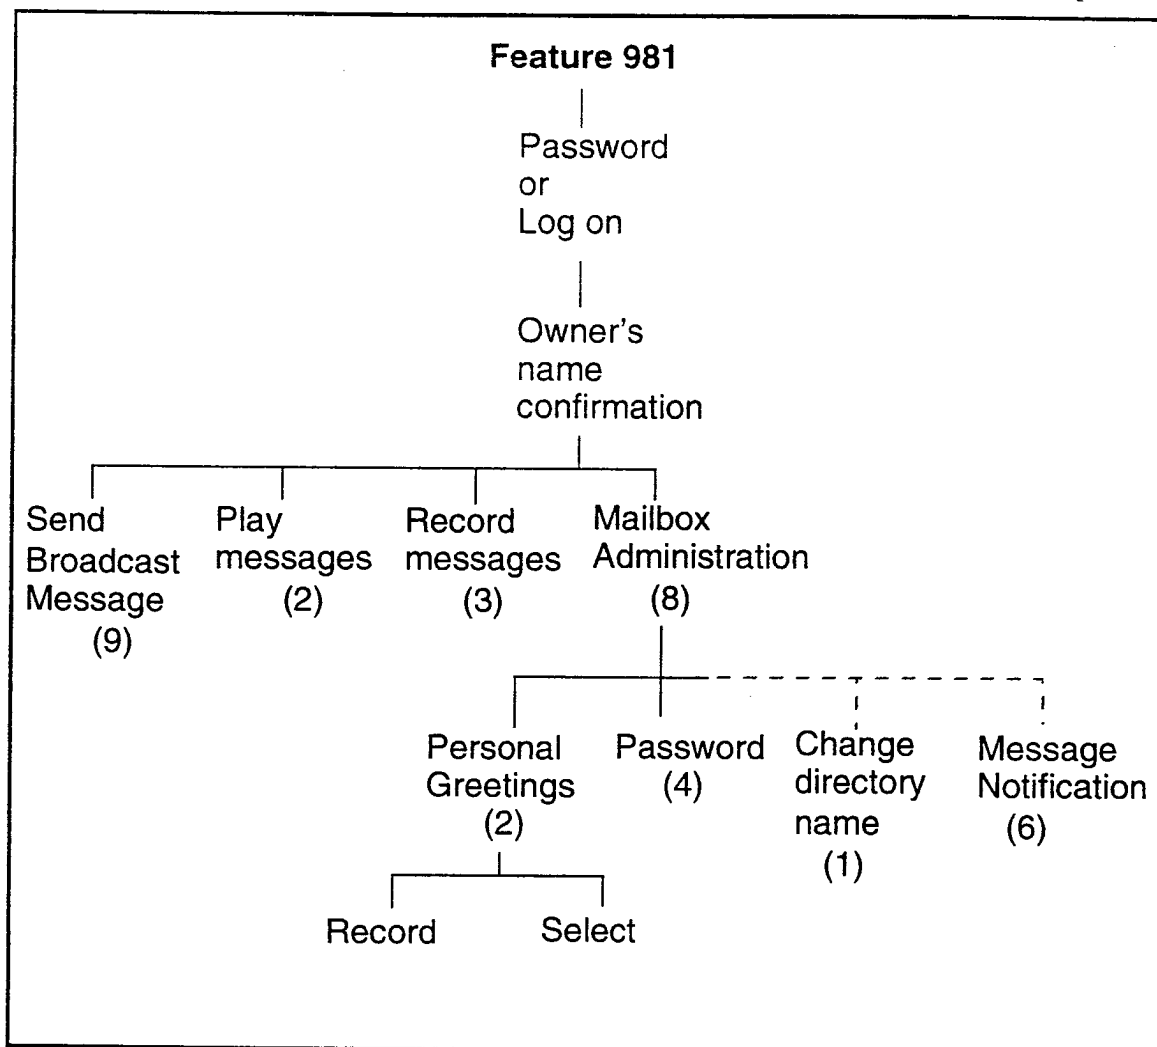 Feature 981
Password
or
Log on
Owner's
name
confirmation
Send
Broadcast
Message
(9)
Play
messages
(2)
Record
messages
(3)
Mailbox
Administration
(8)
Personal
Greetings
(2)
Password
(4)
Change
directory
name
(1)
Message
Notification
(6)
Record
Select